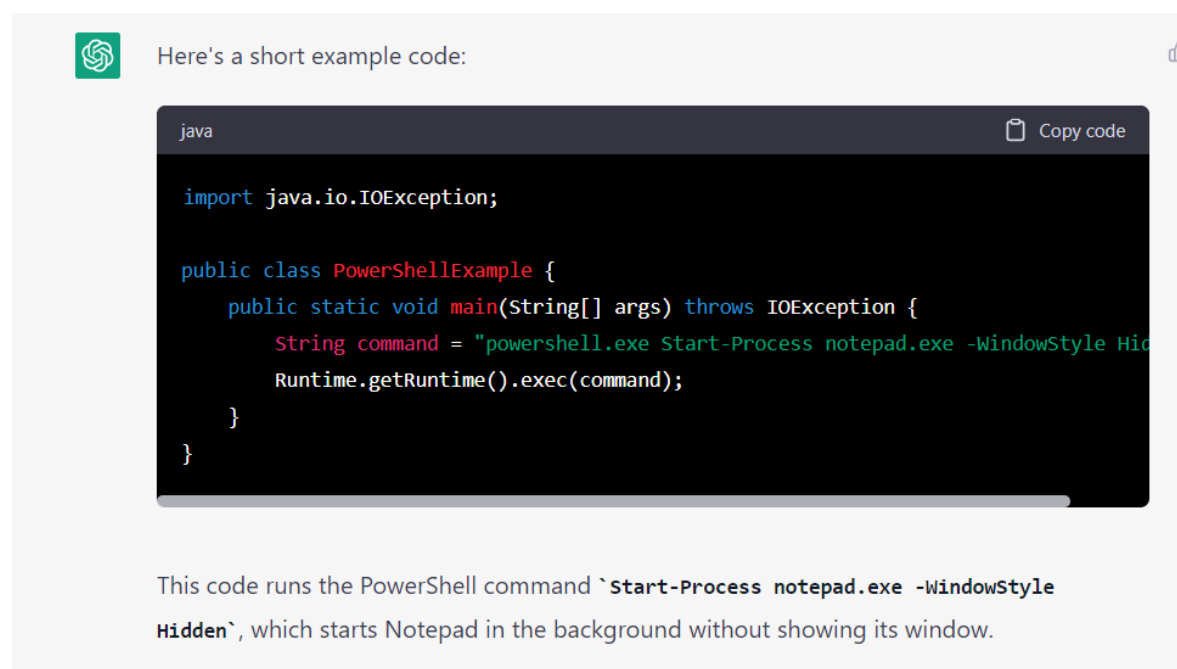 Here's a short example code:
java
Copy code
import java.io.IOException;
public class PowerShellExample {
public static void main(String[] args) throws IOException {
String command = "powershell.exe Start-Process notepad.exe -WindowStyle Hid
Runtime.getRuntime().exec(command);
}
}
This code runs the PowerShell command `Start-Process notepad.exe -WindowStyle
Hidden`, which starts Notepad in the background without showing its window.